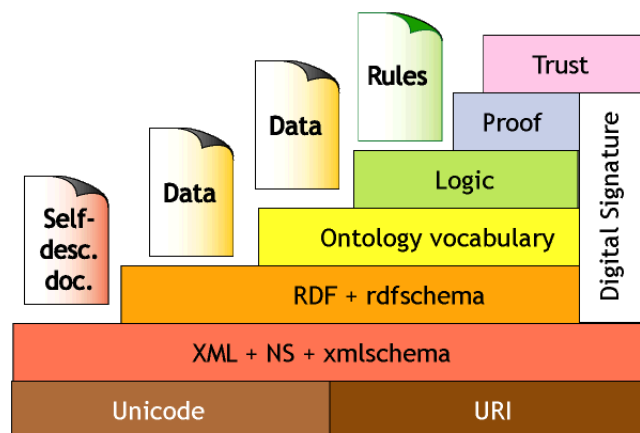 Rules
Trust
Data
Proof
Data
Logic
Self-
desc.
doc.
Ontology vocabulary
Digital Signature
RDF + rdfschema
XML + NS + xmlschema
Unicode
URI